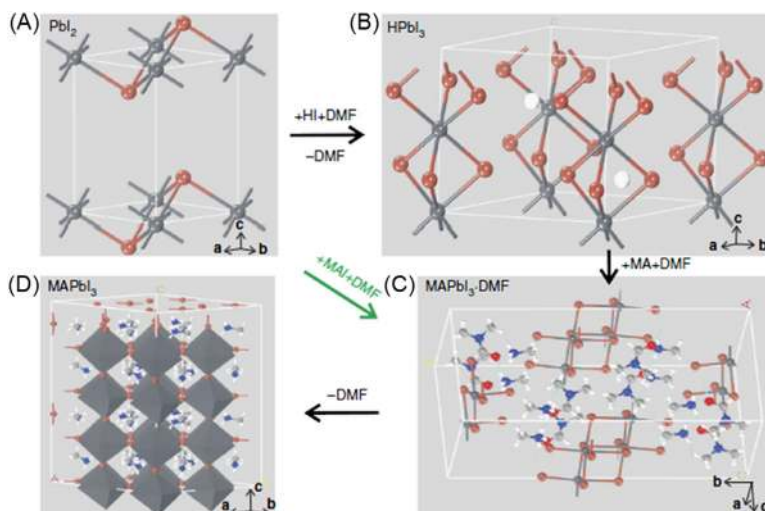 (A) PbI₂
(B) HPbI₃
+HI+DMF
−DMF
c
a b
c
a b
+MAI+DMF
+MA+DMF
(D) MAPbI₃
(C) MAPbI₃·DMF
−DMF
c
a b
b
a c